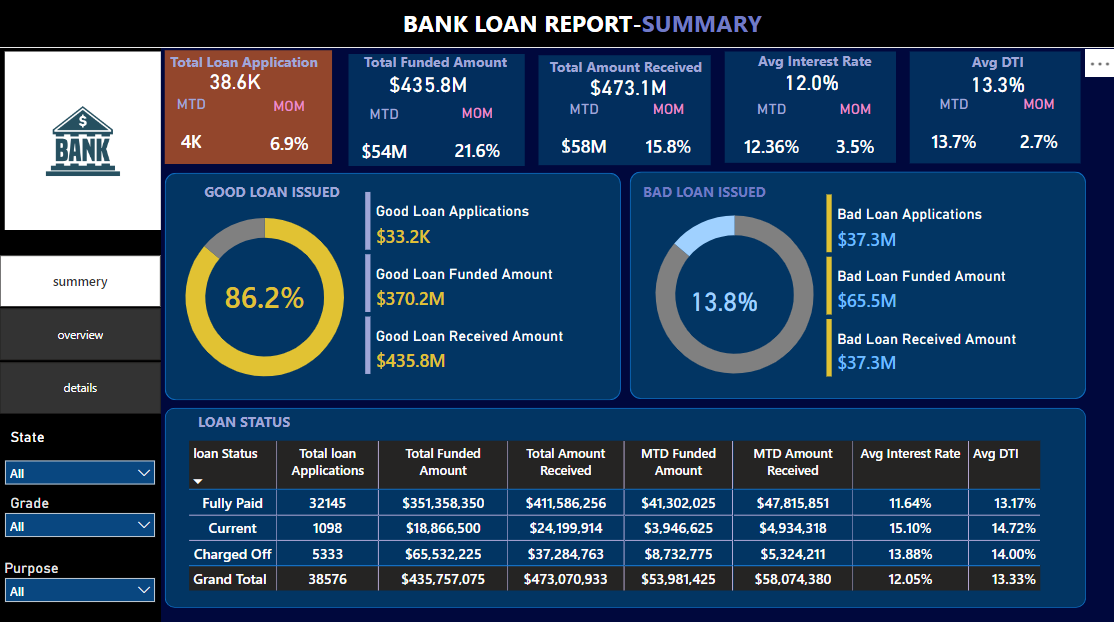 BANK LOAN REPORT-SUMMARY
Total Loan Application
38.6K
MTD MOM
4K 6.9%
Total Funded Amount
$435.8M
MTD MOM
$54M 21.6%
Total Amount Received
$473.1M
MTD MOM
$58M 15.8%
Avg Interest Rate
12.0%
MTD MOM
12.36% 3.5%
Avg DTI
13.3%
MTD MOM
13.7% 2.7%
$
BANK
summery
overview
details
State
All
Grade
All
Purpose
All
GOOD LOAN ISSUED
86.2%
Good Loan Applications
$33.2K
Good Loan Funded Amount
$370.2M
Good Loan Received Amount
$435.8M
BAD LOAN ISSUED
13.8%
Bad Loan Applications
$37.3M
Bad Loan Funded Amount
$65.5M
Bad Loan Received Amount
$37.3M
LOAN STATUS
loan Status Total loan Applications Total Funded Amount Total Amount Received MTD Funded Amount MTD Amount Received Avg Interest Rate Avg DTI
Fully Paid 32145 $351,358,350 $411,586,256 $41,302,025 $47,815,851 11.64% 13.17%
Current 1098 $18,866,500 $24,199,914 $3,946,625 $4,934,318 15.10% 14.72%
Charged Off 5333 $65,532,225 $37,284,763 $8,732,775 $5,324,211 13.88% 14.00%
Grand Total 38576 $435,757,075 $473,070,933 $53,981,425 $58,074,380 12.05% 13.33%